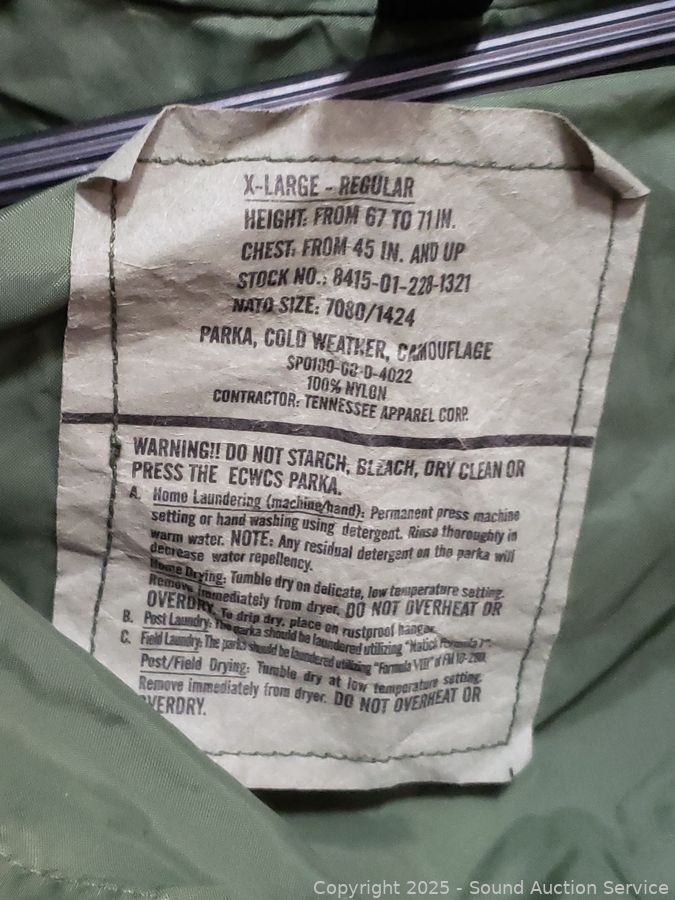 X-LARGE - REGULAR
HEIGHT: FROM 67 TO 71 IN.
CHEST: FROM 45 IN. AND UP
STOCK NO.: 8415-01-228-1321
NATO SIZE: 7080/1424
PARKA, COLD WEATHER, CAMOUFLAGE
100% NYLON
CONTRACTOR: TENNESSEE APPAREL CORP.
WARNING!! DO NOT STARCH, BLEACH, DRY CLEAN OR
PRESS THE ECWCS PARKA.
A. Home Laundering (machine/hand): Permanent press machine
setting or hand washing using detergent. Rinse thoroughly in
warm water. NOTE: Any residual detergent on the parka will
decrease water repellency.
Home Drying: Tumble dry on delicate, low temperature setting.
Remove immediately from dryer. DO NOT OVERHEAT OR
OVERDRY. To drip dry, place on rustproof hanger.
B. Post Laundry: The parka should be laundered utilizing "Natick Formula
C. Field Laundry: The parka should be laundered utilizing "Formula
Post/Field Drying: Tumble dry at low temperature setting.
Remove immediately from dryer. DO NOT OVERHEAT OR
VERDRY.
Copyright 2025 - Sound Auction Service